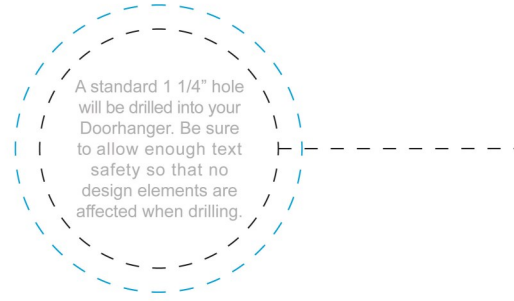 A standard 1 1/4” hole
will be drilled into your
Doorhanger. Be sure
to allow enough text
safety so that no
design elements are
affected when drilling.